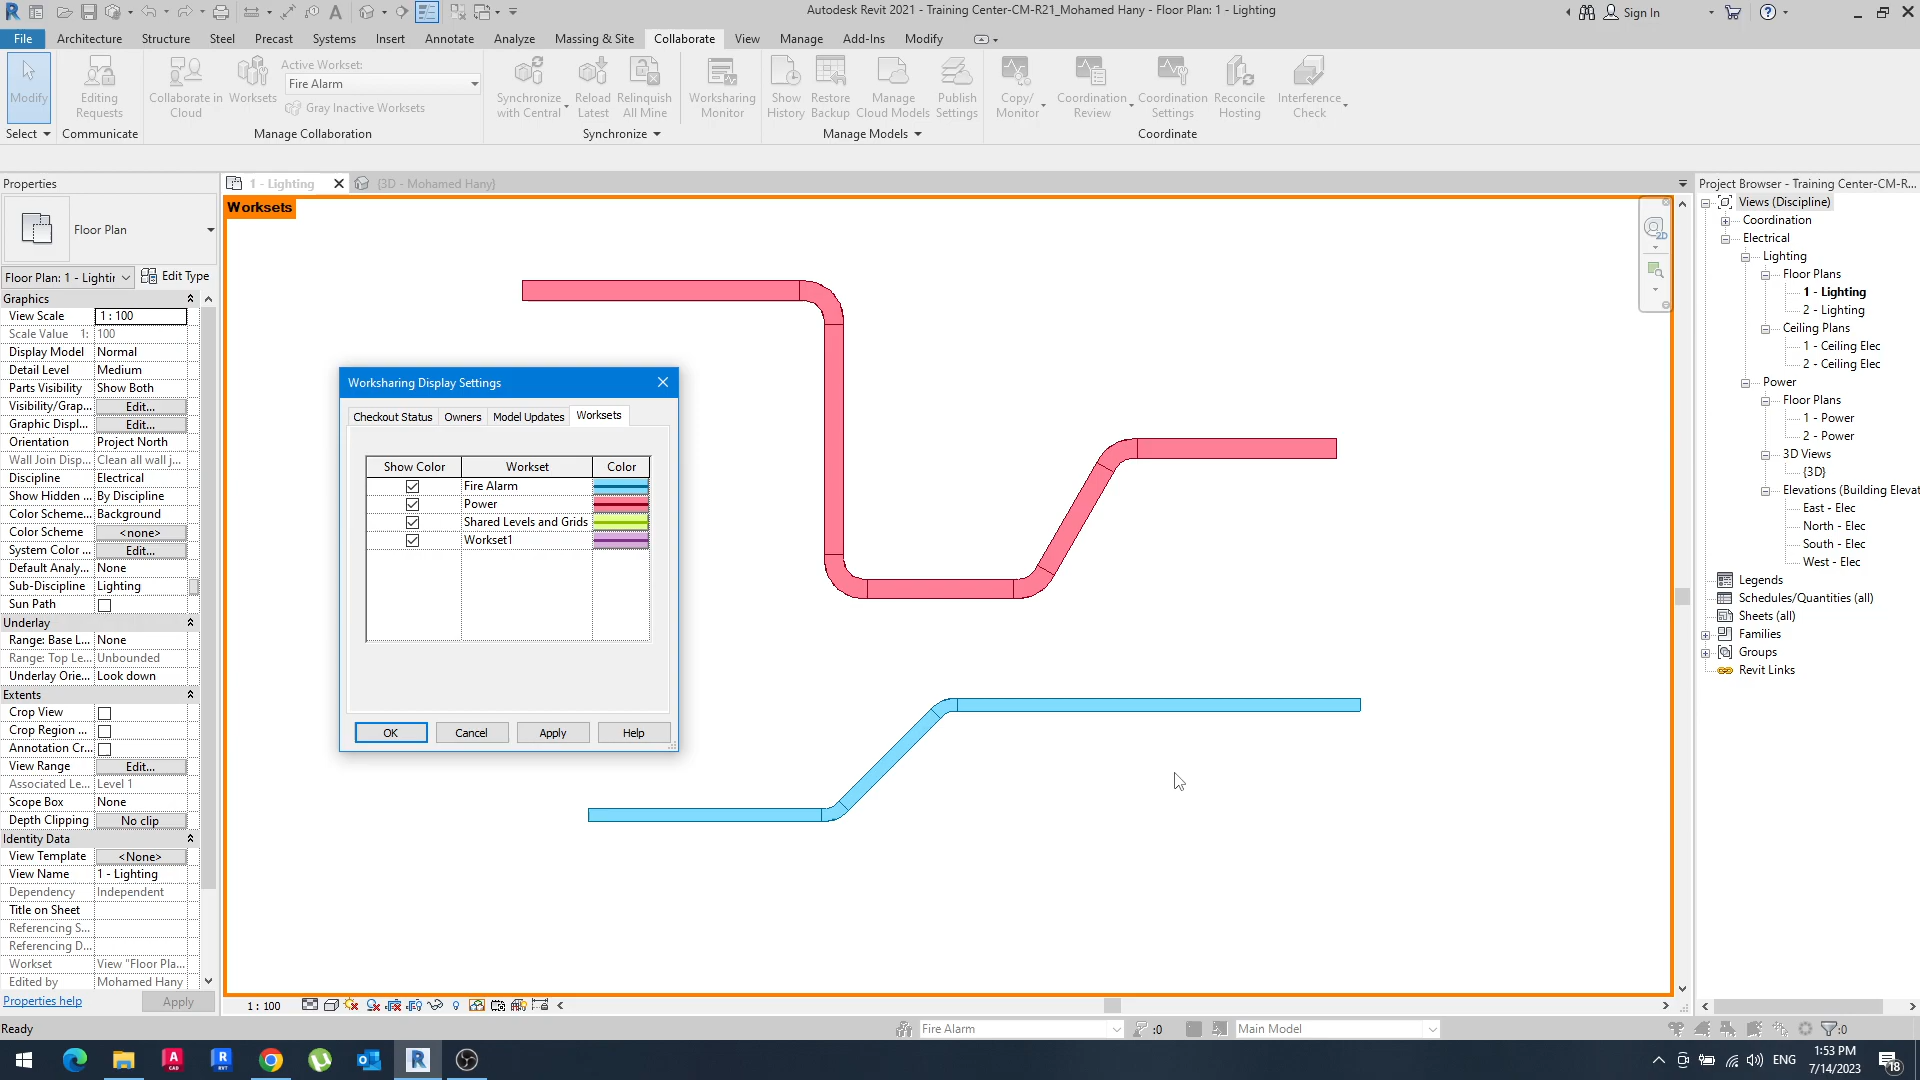 Autodesk Revit 2021 - Training Center-CM-R21_Mohamed Hany - Floor Plan: 1 - Lighting
Sign In
File Architecture Structure Steel Precast Systems Insert Annotate Analyze Massing & Site Collaborate View Manage Add-Ins Modify
Modify
Editing Requests
Collaborate in Cloud
Worksets
Active Workset:
Fire Alarm
Gray Inactive Worksets
Synchronize with Central
Reload Latest
Relinquish All Mine
Worksharing Monitor
Show History
Restore Backup
Manage Cloud Models
Publish Settings
Copy/ Monitor
Coordination Review
Coordination Settings
Reconcile Hosting
Interference Check
Select Communicate Manage Collaboration Synchronize Manage Models Coordinate
Properties
Floor Plan
Floor Plan: 1 - Lightir
Edit Type
Graphics
View Scale 1 : 100
Scale Value 1: 100
Display Model Normal
Detail Level Medium
Parts Visibility Show Both
Visibility/Grap... Edit...
Graphic Displ... Edit...
Orientation Project North
Wall Join Disp... Clean all wall j...
Discipline Electrical
Show Hidden ... By Discipline
Color Scheme... Background
Color Scheme <none>
System Color ... Edit...
Default Analy... None
Sub-Discipline Lighting
Sun Path
Underlay
Range: Base L... None
Range: Top Le... Unbounded
Underlay Orie... Look down
Extents
Crop View
Crop Region ...
Annotation Cr...
View Range Edit...
Associated Le... Level 1
Scope Box None
Depth Clipping No clip
Identity Data
View Template <None>
View Name 1 - Lighting
Dependency Independent
Title on Sheet
Referencing S...
Referencing D...
Workset View "Floor Pla...
Edited by Mohamed Hany
Properties help
Apply
1 - Lighting
{3D - Mohamed Hany}
Worksets
2D
Worksharing Display Settings
Checkout Status Owners Model Updates Worksets
Show Color Workset Color
Fire Alarm
Power
Shared Levels and Grids
Workset1
OK Cancel Apply Help
Project Browser - Training Center-CM-R...
Views (Discipline)
Coordination
Electrical
Lighting
Floor Plans
1 - Lighting
2 - Lighting
Ceiling Plans
1 - Ceiling Elec
2 - Ceiling Elec
Power
Floor Plans
1 - Power
2 - Power
3D Views
{3D}
Elevations (Building Elevat
East - Elec
North - Elec
South - Elec
West - Elec
Legends
Schedules/Quantities (all)
Sheets (all)
Families
Groups
Revit Links
1 : 100
Ready
Fire Alarm
:0
Main Model
:0
ENG
1:53 PM
7/14/2023
18